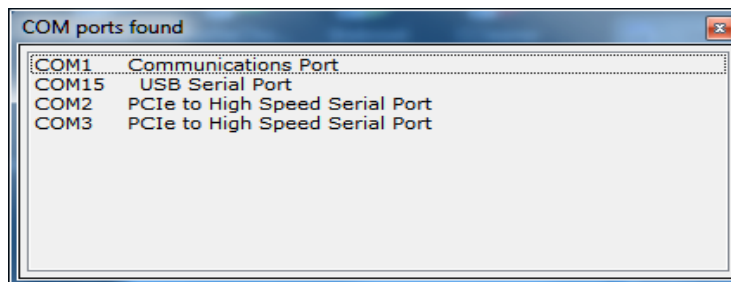 COM ports found
COM1 Communications Port
COM15 USB Serial Port
COM2 PCIe to High Speed Serial Port
COM3 PCIe to High Speed Serial Port